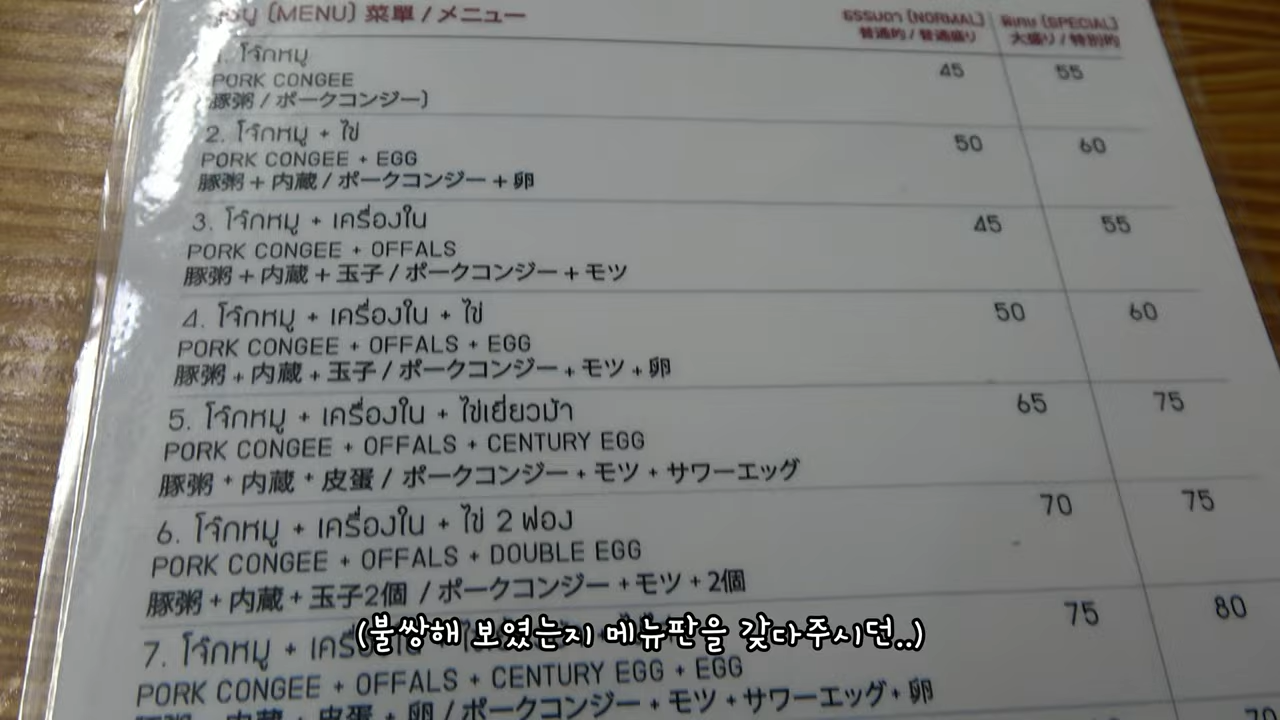 (MENU) 菜單 / メニュー
ธรรมดา (NORMAL) พิเศษ (SPECIAL)
普通的 / 普通盛り 大盛り / 特別的
1. โจ๊กหมู 45 55
PORK CONGEE
豚粥 / ポークコンジー)
2. โจ๊กหมู + ไข่ 50 60
PORK CONGEE + EGG
豚粥 + 内蔵 / ポークコンジー + 卵
3. โจ๊กหมู + เครื่องใน 45 55
PORK CONGEE + OFFALS
豚粥 + 内蔵 + 玉子 / ポークコンジー + モツ
4. โจ๊กหมู + เครื่องใน + ไข่ 50 60
PORK CONGEE + OFFALS + EGG
豚粥 + 内蔵 + 玉子 / ポークコンジー + モツ + 卵
5. โจ๊กหมู + เครื่องใน + ไข่เยี่ยวม้า 65 75
PORK CONGEE + OFFALS + CENTURY EGG
豚粥 + 内蔵 + 皮蛋 / ポークコンジー + モツ + サワーエッグ
6. โจ๊กหมู + เครื่องใน + ไข่ 2 ฟอง 70 75
PORK CONGEE + OFFALS + DOUBLE EGG
豚粥 + 内蔵 + 玉子2個 / ポークコンジー + モツ + 2個
(불쌍해 보였는지 메뉴판을 갖다주시던..)
7. โจ๊กหมู + 75 80
PORK CONGEE + OFFALS + CENTURY EGG + EGG
豚粥 + 内蔵 + 皮蛋 + 卵 / ポークコンジー + モツ + サワーエッグ + 卵